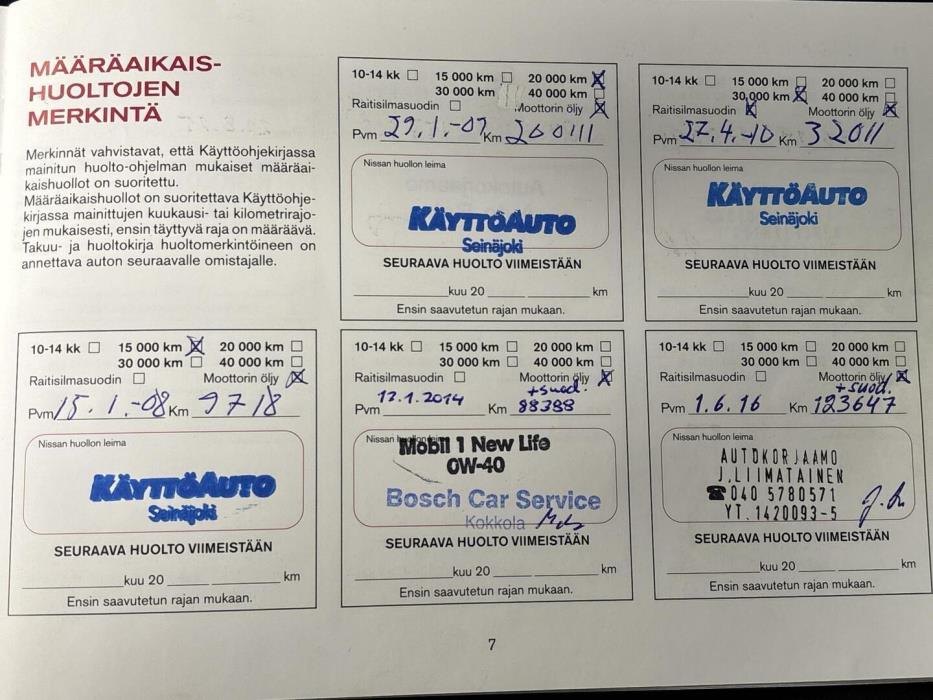 MÄÄRÄAIKAIS-
HUOLTOJEN
MERKINTÄ
Merkinnät vahvistavat, että Käyttöohjekirjassa
mainitun huolto-ohjelman mukaiset määräai-
kaishuollot on suoritettu.
Määräaikaishuollot on suoritettava Käyttöohje-
kirjassa mainittujen kuukausi- tai kilometrirajo-
jen mukaisesti, ensin täyttyvä raja on määräävä.
Takuu- ja huoltokirja huoltomerkintöineen on
annettava auton seuraavalle omistajalle.
10-14 kk 15 000 km 20 000 km
30 000 km 40 000 km
Raitisilmasuodin Moottorin öljy
Pvm 29.1.-09 Km 20011
Nissan huollon leima
KÄYTTÖAUTO
Seinäjoki
SEURAAVA HUOLTO VIIMEISTÄÄN
kuu 20 km
Ensin saavutetun rajan mukaan.
10-14 kk 15 000 km 20 000 km
30 000 km 40 000 km
Raitisilmasuodin Moottorin öljy
Pvm 27.4.-10 Km 32011
Nissan huollon leima
KÄYTTÖAUTO
Seinäjoki
SEURAAVA HUOLTO VIIMEISTÄÄN
kuu 20 km
Ensin saavutetun rajan mukaan.
10-14 kk 15 000 km 20 000 km
30 000 km 40 000 km
Raitisilmasuodin Moottorin öljy
Pvm 15.1.-08 Km 9718
Nissan huollon leima
KÄYTTÖAUTO
Seinäjoki
SEURAAVA HUOLTO VIIMEISTÄÄN
kuu 20 km
Ensin saavutetun rajan mukaan.
10-14 kk 15 000 km 20 000 km
30 000 km 40 000 km
Raitisilmasuodin Moottorin öljy
+suod.
Pvm 13.1.2014 Km 88388
Nissan huollon leima
Mobil 1 New Life
0W-40
Bosch Car Service
Kokkola
SEURAAVA HUOLTO VIIMEISTÄÄN
kuu 20 km
Ensin saavutetun rajan mukaan.
10-14 kk 15 000 km 20 000 km
30 000 km 40 000 km
Raitisilmasuodin Moottorin öljy
+ suod.
Pvm 1.6.16 Km 123647
Nissan huollon leima
AUTOKORJAAMO
J.LIIMATAINEN
☎040 5780571
YT.1420093-5
SEURAAVA HUOLTO VIIMEISTÄÄN
kuu 20 km
Ensin saavutetun rajan mukaan.
7